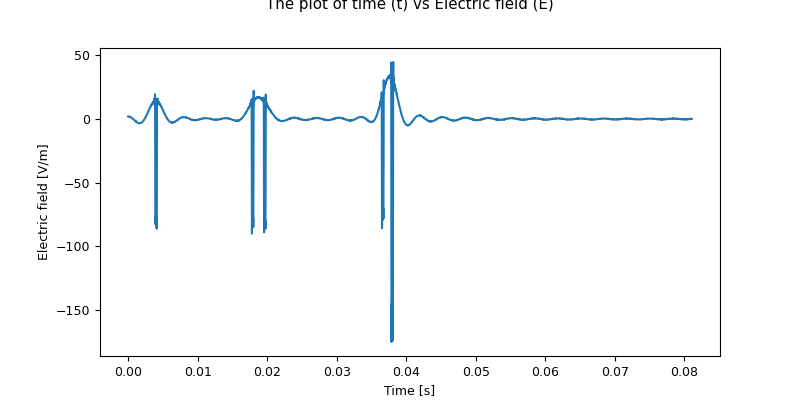 The plot of time (t) vs Electric field (E)
50
0
−50
−100
−150
Electric field [V/m]
0.00 0.01 0.02 0.03 0.04 0.05 0.06 0.07 0.08
Time [s]